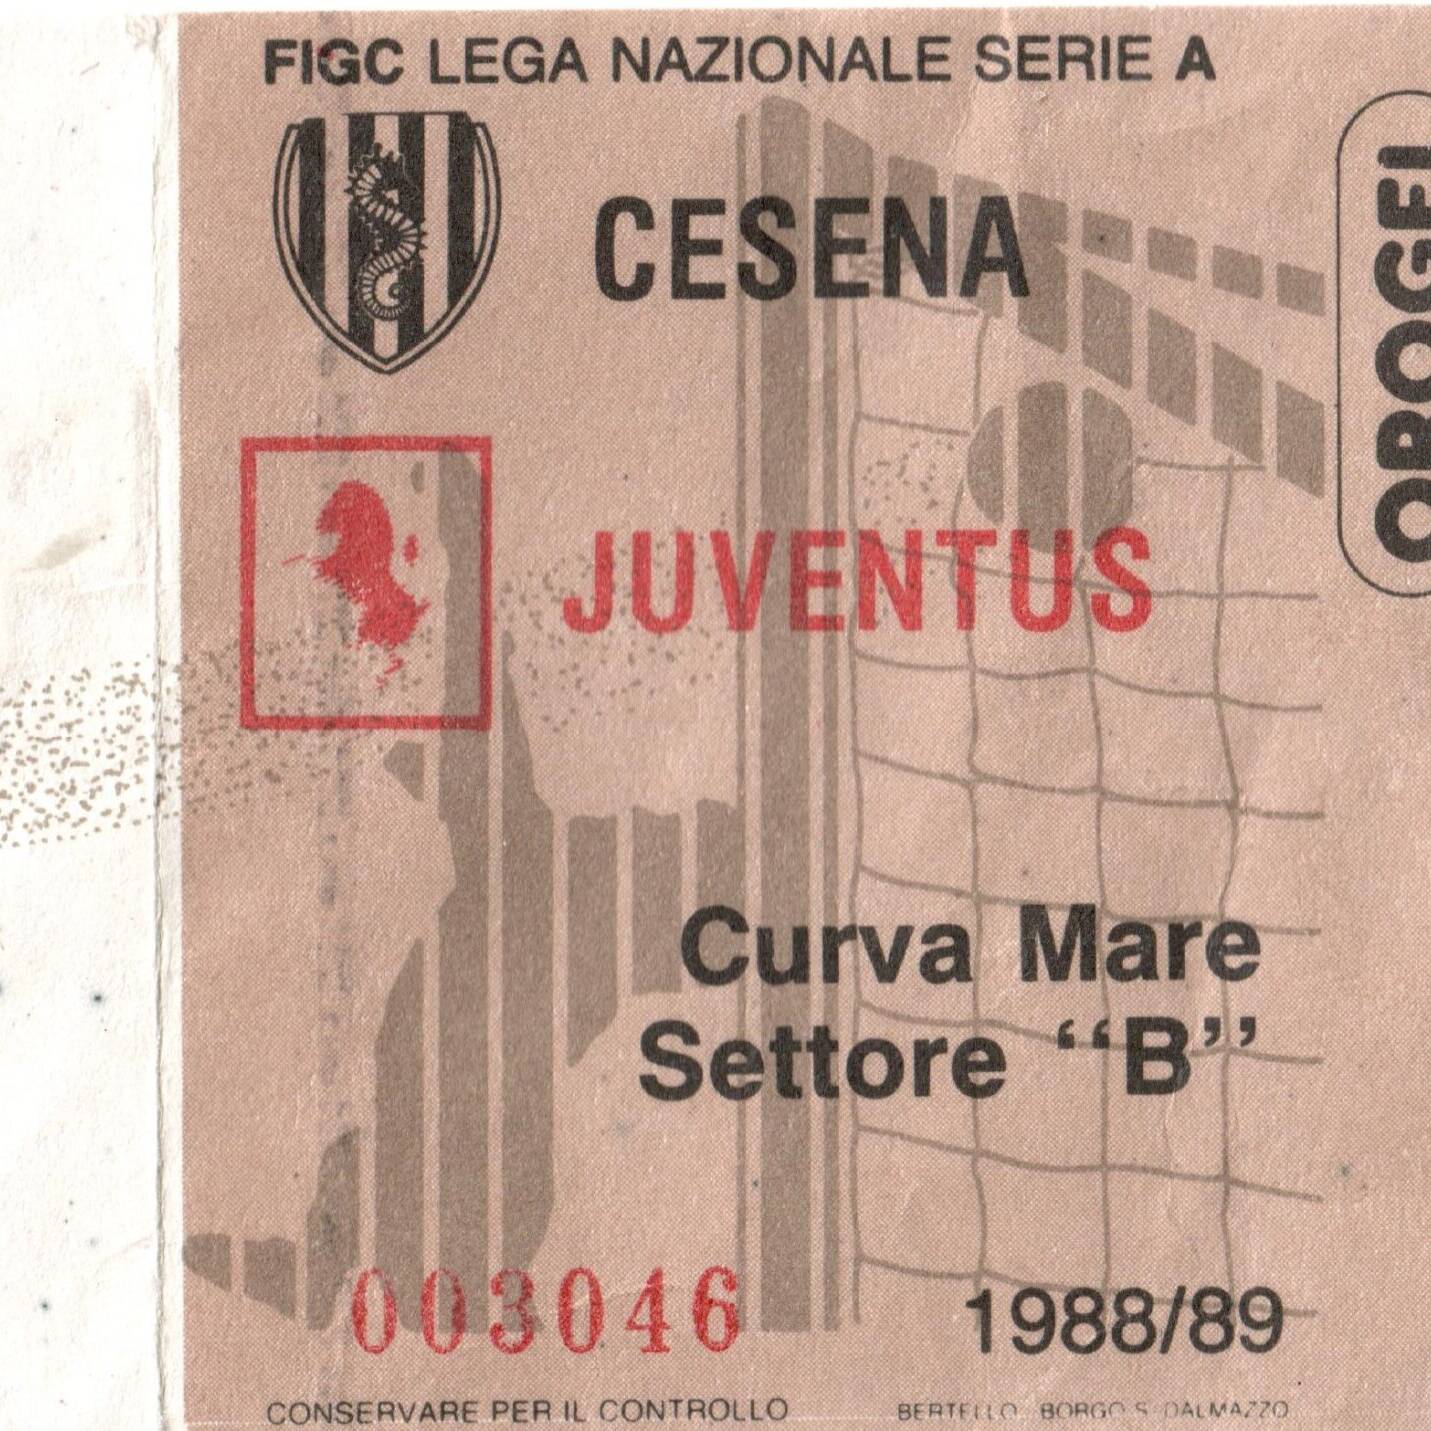 FIGC LEGA NAZIONALE SERIE A
CESENA
OROGEL
JUVENTUS
Curva Mare
Settore “B”
003046
1988/89
CONSERVARE PER IL CONTROLLO
BERTELLO BORGO S. DALMAZZO